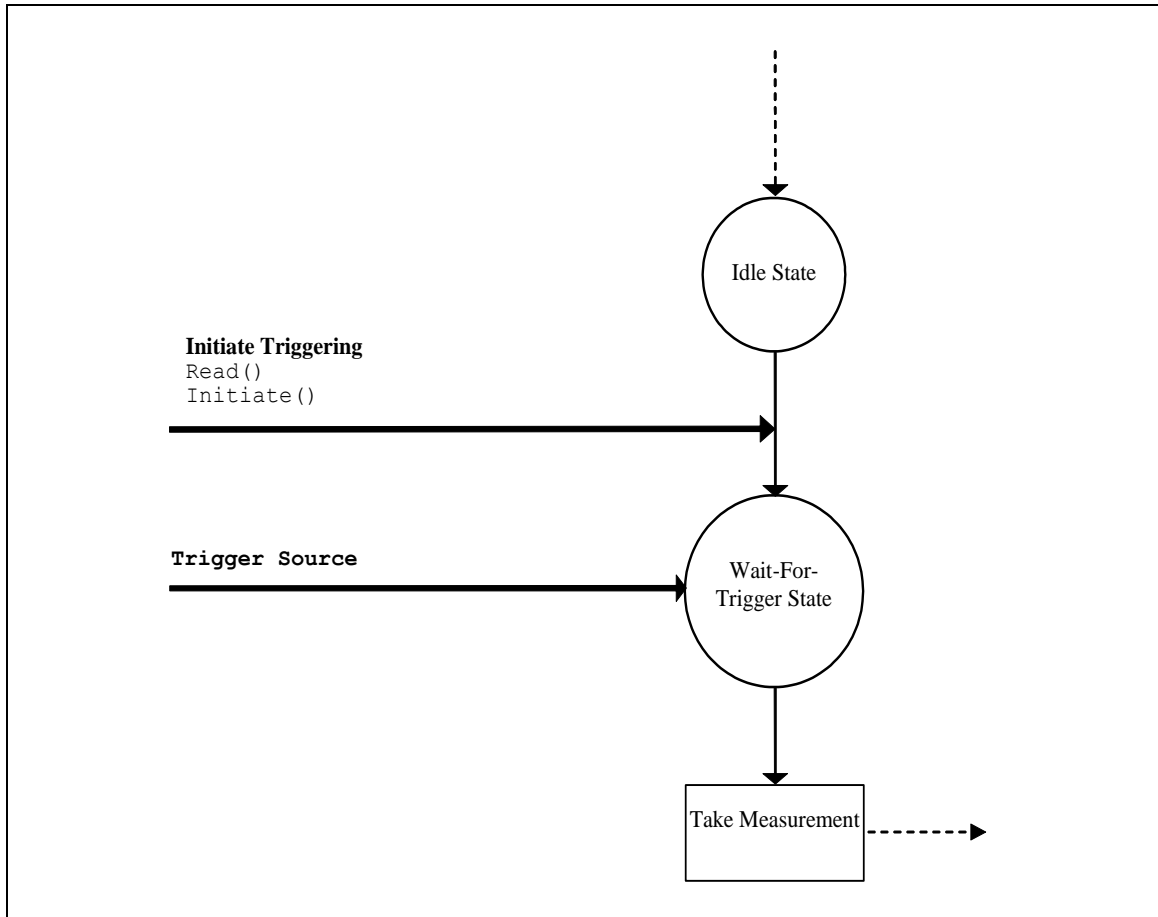 Idle State
Initiate Triggering
Read()
Initiate()
Trigger Source
Wait-For-
Trigger State
Take Measurement